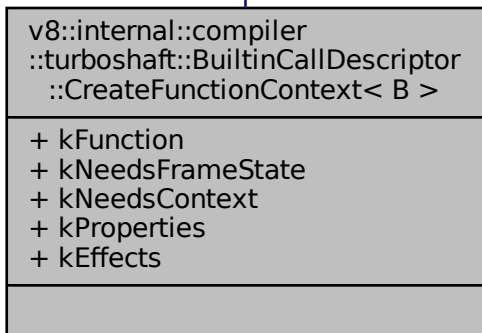 v8::internal::compiler
::turboshaft::BuiltinCallDescriptor
::CreateFunctionContext< B >
+ kFunction
+ kNeedsFrameState
+ kNeedsContext
+ kProperties
+ kEffects